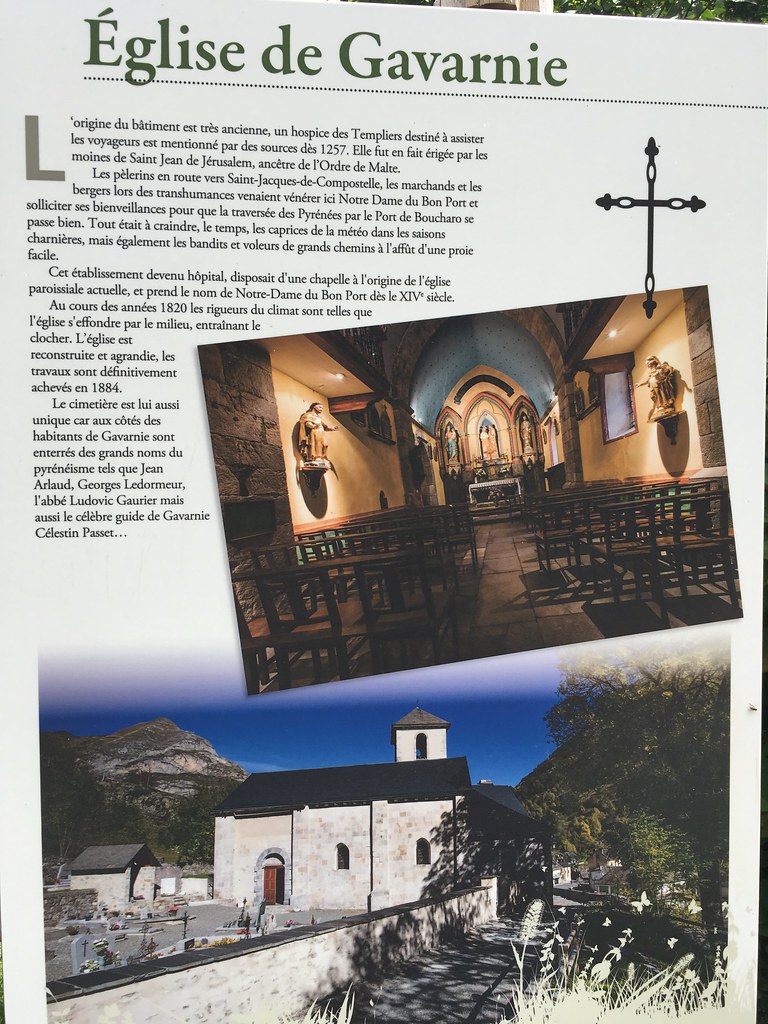 Église de Gavarnie
L'origine du bâtiment est très ancienne, un hospice des Templiers destiné à assister
les voyageurs est mentionné par des sources dès 1257. Elle fut en fait érigée par les
moines de Saint Jean de Jérusalem, ancêtre de l'Ordre de Malte.
Les pèlerins en route vers Saint-Jacques-de-Compostelle, les marchands et les
bergers lors des transhumances venaient vénérer ici Notre Dame du Bon Port et
solliciter ses bienveillances pour que la traversée des Pyrénées par le Port de Boucharo se
passe bien. Tout était à craindre, le temps, les caprices de la météo dans les saisons
charnières, mais également les bandits et voleurs de grands chemins à l'affût d'une proie
facile.
Cet établissement devenu hôpital, disposait d'une chapelle à l'origine de l'église
paroissiale actuelle, et prend le nom de Notre-Dame du Bon Port dès le XIVe siècle.
Au cours des années 1820 les rigueurs du climat sont telles que
l'église s'effondre par le milieu, entraînant le
clocher. L'église est
reconstruite et agrandie, les
travaux sont définitivement
achevés en 1884.
Le cimetière est lui aussi
unique car aux côtés des
habitants de Gavarnie sont
enterrés des grands noms du
pyrénéisme tels que Jean
Arlaud, Georges Ledormeur,
l'abbé Ludovic Gaurier mais
aussi le célèbre guide de Gavarnie
Célestin Passet…